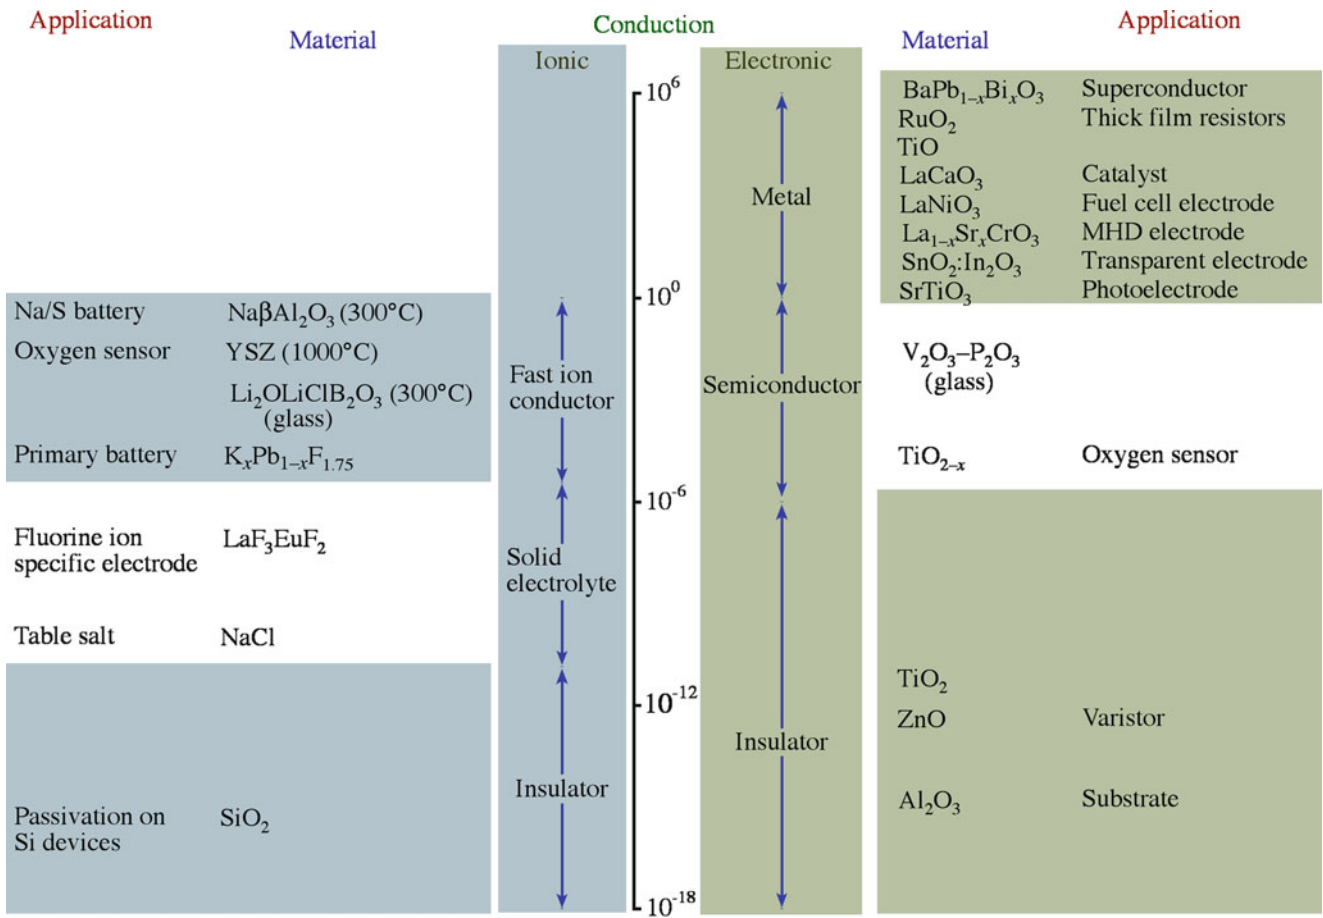 Application
Material
Conduction
Material
Application
Ionic
Electronic
10⁶
10⁰
10⁻⁶
10⁻¹²
10⁻¹⁸
Na/S battery NaβAl₂O₃ (300°C)
Oxygen sensor YSZ (1000°C)
Li₂OLiClB₂O₃ (300°C)
(glass)
Primary battery KₓPb₁₋ₓF₁.₇₅
Fluorine ion
specific electrode
LaF₃EuF₂
Table salt NaCl
Passivation on
Si devices
SiO₂
Fast ion
conductor
Solid
electrolyte
Insulator
Metal
Semiconductor
Insulator
BaPb₁₋ₓBiₓO₃ Superconductor
RuO₂ Thick film resistors
TiO
LaCaO₃ Catalyst
LaNiO₃ Fuel cell electrode
La₁₋ₓSrₓCrO₃ MHD electrode
SnO₂:In₂O₃ Transparent electrode
SrTiO₃ Photoelectrode
V₂O₃–P₂O₃
(glass)
TiO₂₋ₓ Oxygen sensor
TiO₂
ZnO Varistor
Al₂O₃ Substrate